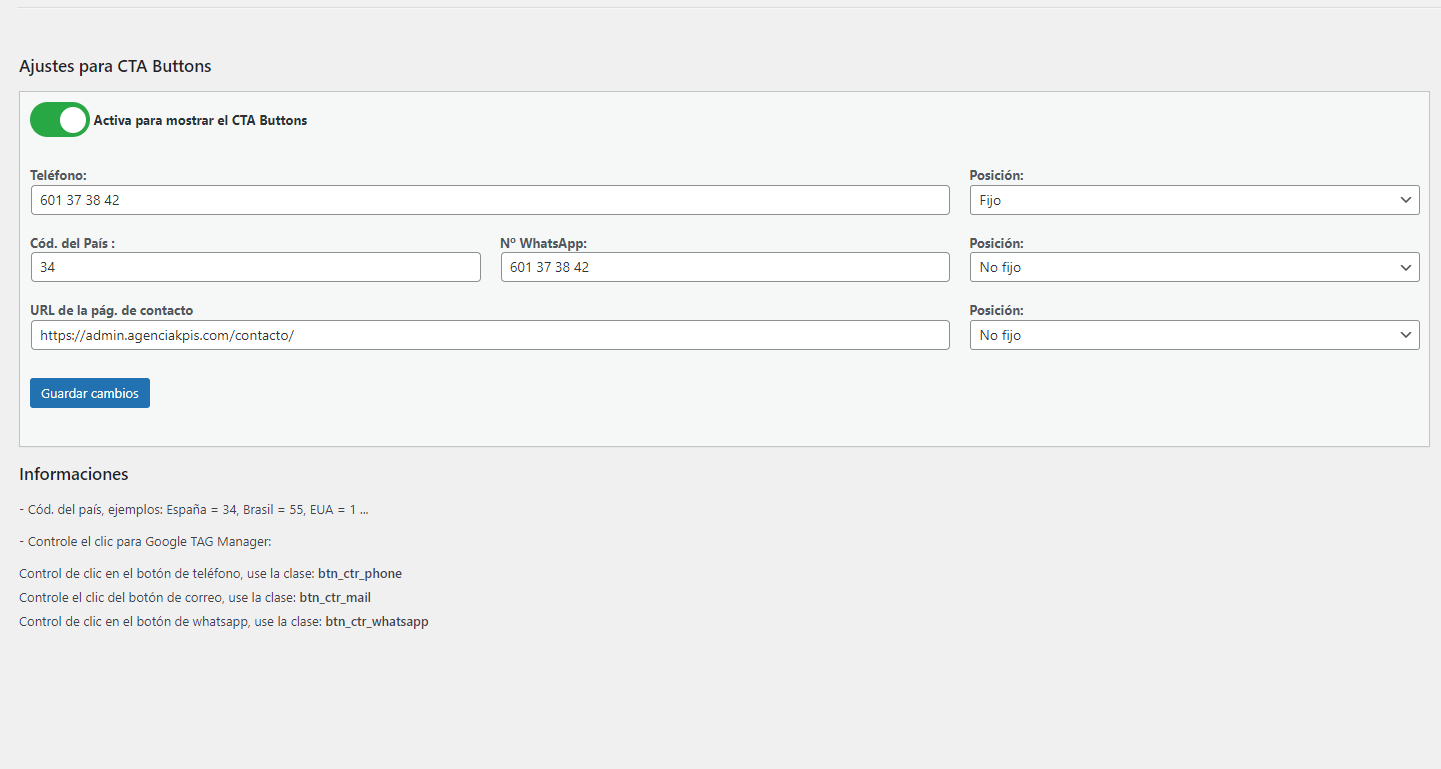 Ajustes para CTA Buttons
Activa para mostrar el CTA Buttons
Teléfono:
Posición:
601 37 38 42
Fijo
Cód. del País :
Nº WhatsApp:
Posición:
34
601 37 38 42
No fijo
URL de la pág. de contacto
Posición:
https://admin.agenciakpis.com/contacto/
No fijo
Guardar cambios
Informaciones
- Cód. del país, ejemplos: España = 34, Brasil = 55, EUA = 1 ...
- Controle el clic para Google TAG Manager:
Control de clic en el botón de teléfono, use la clase: btn_ctr_phone
Controle el clic del botón de correo, use la clase: btn_ctr_mail
Control de clic en el botón de whatsapp, use la clase: btn_ctr_whatsapp